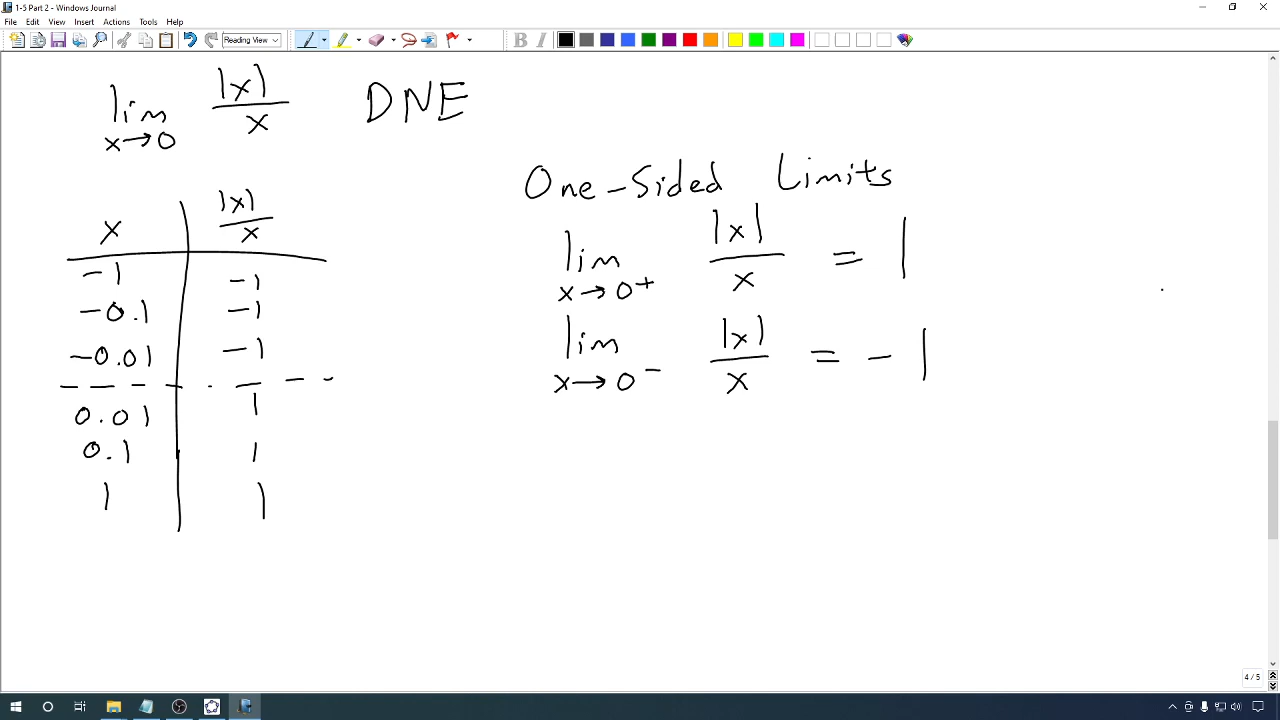 1-5 Part 2 - Windows Journal
File Edit View Insert Actions Tools Help
Reading View B I
lim x→0 |x|/x DNE
One-Sided Limits
x | |x|/x
-1 | -1
-0.1 | -1
-0.01 | -1
0.01 | 1
0.1 | 1
1 | 1
lim x→0+ |x|/x = 1
lim x→0- |x|/x = -1
4 / 5